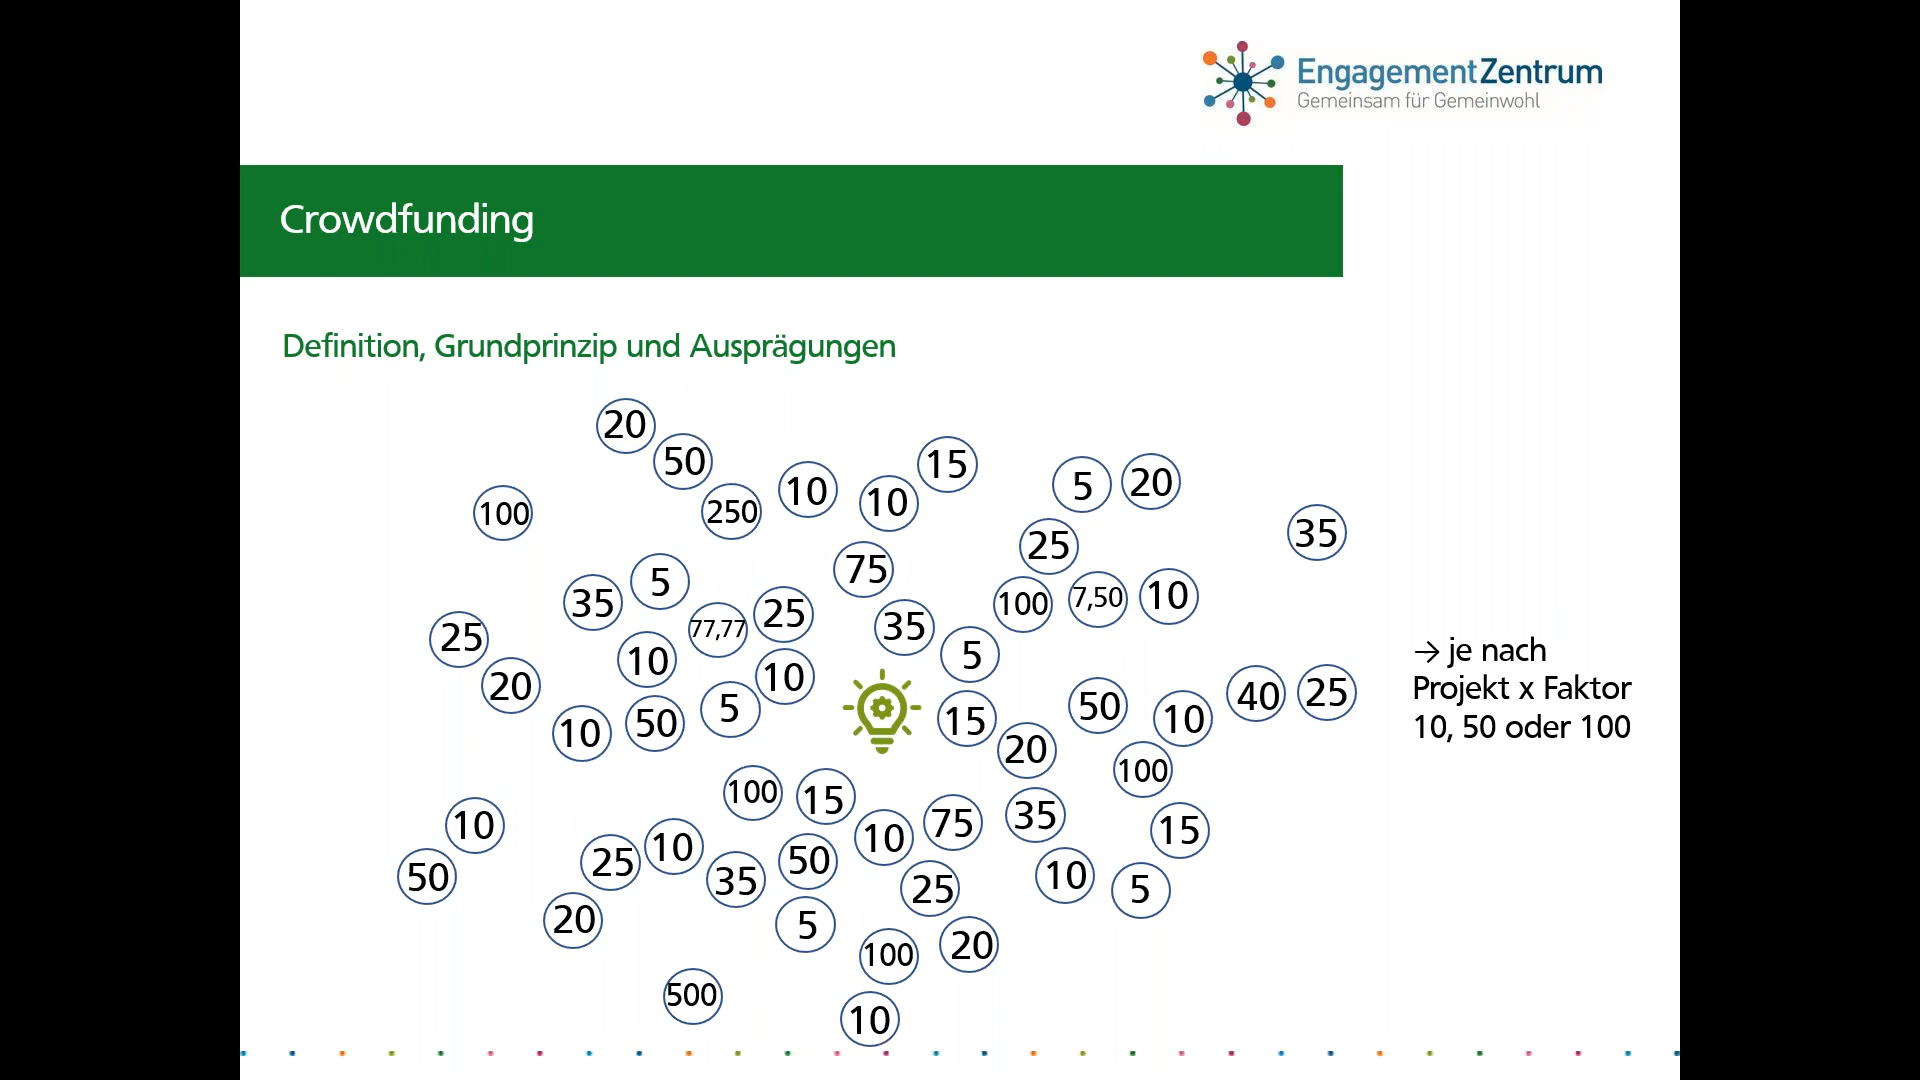 EngagementZentrum
Gemeinsam für Gemeinwohl
Crowdfunding
Definition, Grundprinzip und Ausprägungen
20
50
15
5 20
10 10
100 250
35
25
75
5
35 25
100 7,50 10
77,77 35
25
10 5
10
20
40 25
50
5 15 10
10 50
20
100
100 15
75 35
10 10 15
25 10 50
50 35 25 10 5
20 5
100 20
500
10
→ je nach
Projekt x Faktor
10, 50 oder 100